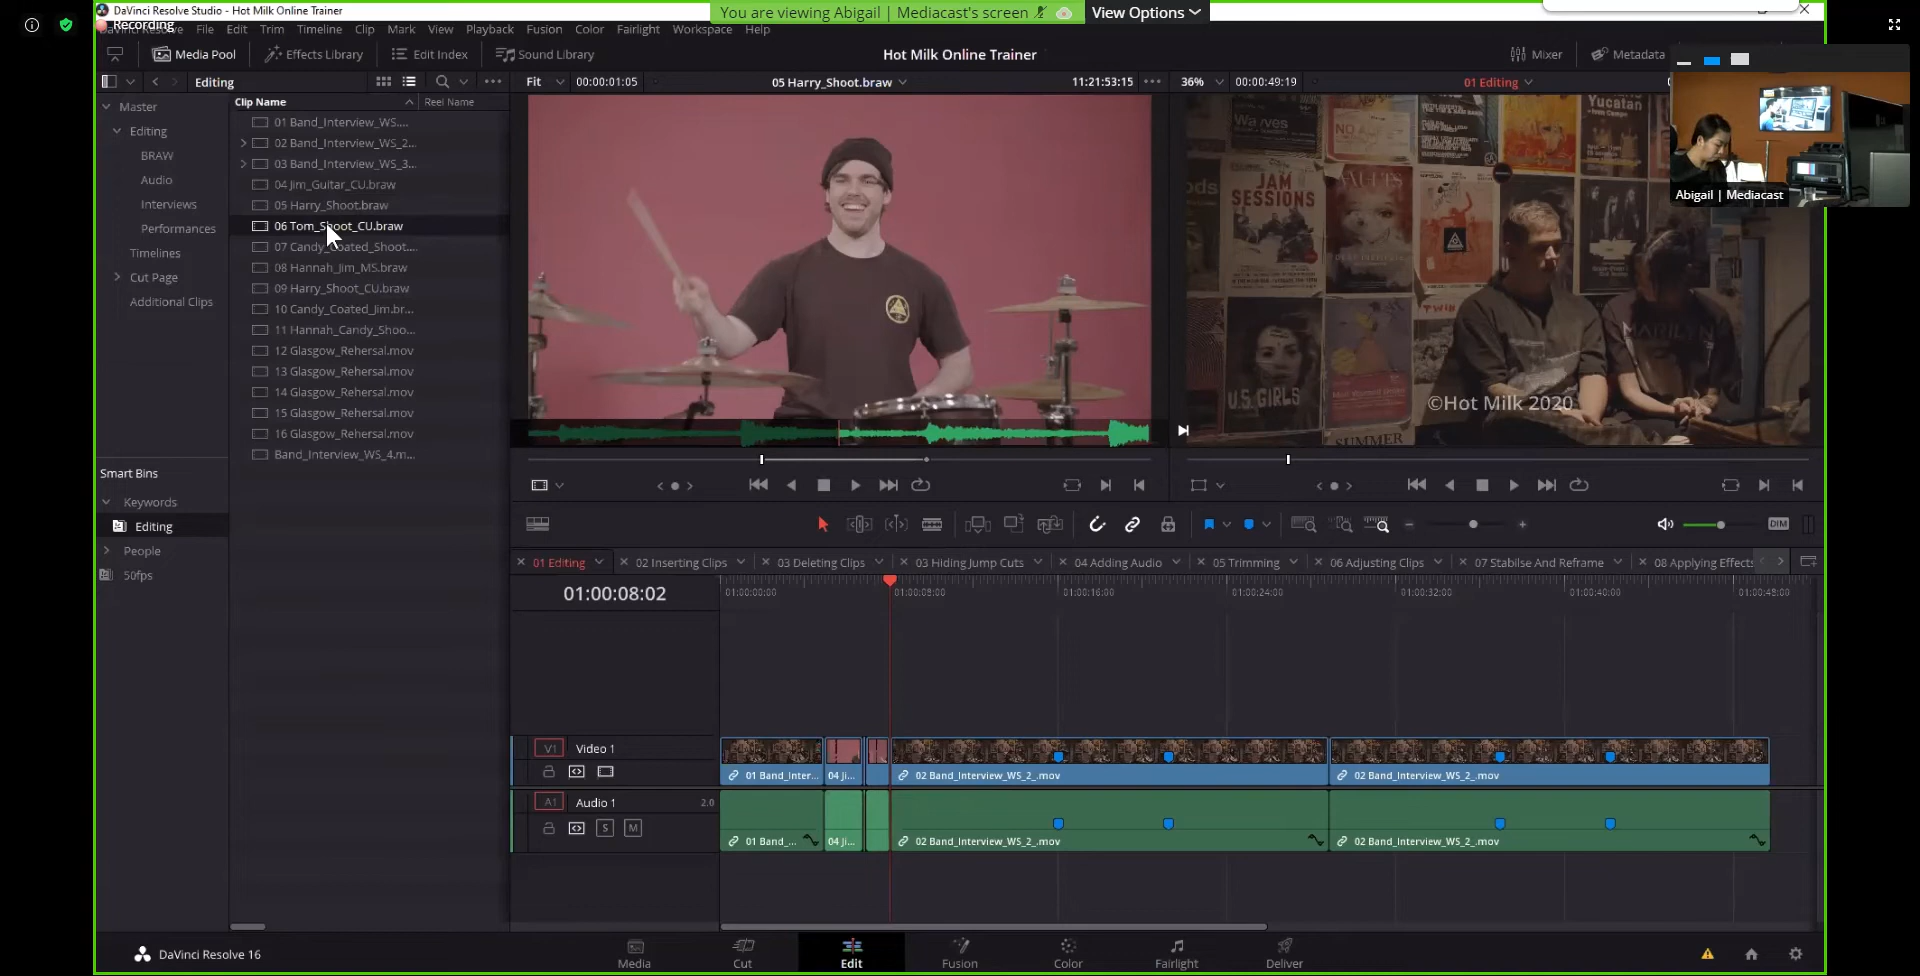 DaVinci Resolve Studio - Hot Milk Online Trainer
You are viewing Abigail | Mediacast's screen
View Options
Recording
DaVinci Resolve File Edit Trim Timeline Clip Mark View Playback Fusion Color Fairlight Workspace Help
Media Pool Effects Library Edit Index Sound Library
Hot Milk Online Trainer
Mixer Metadata
Editing
Fit 00:00:01:05 05 Harry_Shoot.braw 11:21:53:15
36% 00:00:49:19 01 Editing
Abigail | Mediacast
Clip Name Reel Name
Master
Editing
BRAW
Audio
Interviews
Performances
Timelines
Cut Page
Additional Clips
01 Band_Interview_WS....
02 Band_Interview_WS_2...
03 Band_Interview_WS_3...
04 Jim_Guitar_CU.braw
05 Harry_Shoot.braw
06 Tom_Shoot_CU.braw
07 Candy_Coated_Shoot....
08 Hannah_Jim_MS.braw
09 Harry_Shoot_CU.braw
10 Candy_Coated_Jim.br...
11 Hannah_Candy_Shoo...
12 Glasgow_Rehersal.mov
13 Glasgow_Rehersal.mov
14 Glasgow_Rehersal.mov
15 Glasgow_Rehersal.mov
16 Glasgow_Rehersal.mov
Band_Interview_WS_4.m...
Smart Bins
Keywords
Editing
People
50fps
Yucatan
JAM
SESSIONS
VAULTS
U.S. GIRLS
SUMMER
MARILYN
©Hot Milk 2020
DIM
01 Editing 02 Inserting Clips 03 Deleting Clips 03 Hiding Jump Cuts 04 Adding Audio 05 Trimming 06 Adjusting Clips 07 Stabilse And Reframe 08 Applying Effects
01:00:08:02
01:00:00:00 01:00:08:00 01:00:16:00 01:00:24:00 01:00:32:00 01:00:40:00 01:00:48:00
V1 Video 1
01 Band_Inter... 04 Ji... 02 Band_Interview_WS_2_.mov 02 Band_Interview_WS_2_.mov
A1 Audio 1 2.0
S M
01 Band_... 04 Ji... 02 Band_Interview_WS_2_.mov 02 Band_Interview_WS_2_.mov
DaVinci Resolve 16
Media Cut Edit Fusion Color Fairlight Deliver